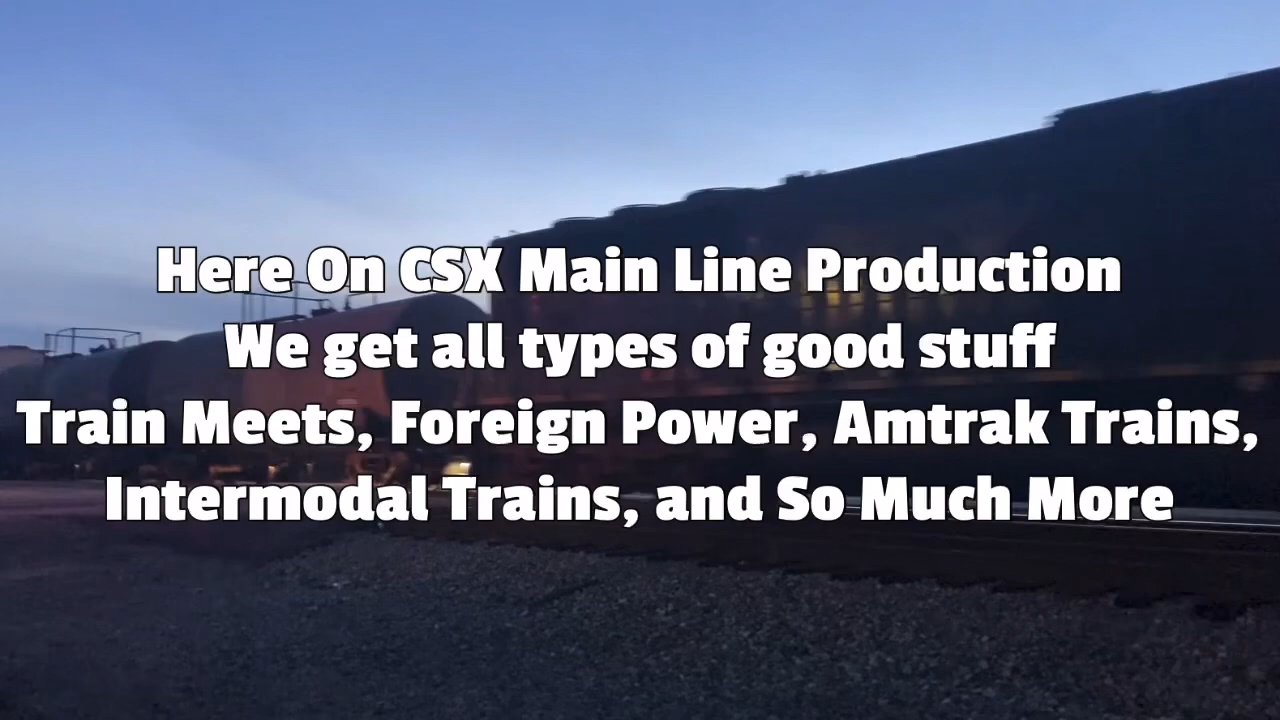 Here On CSX Main Line Production
We get all types of good stuff
Train Meets, Foreign Power, Amtrak Trains,
Intermodal Trains, and So Much More